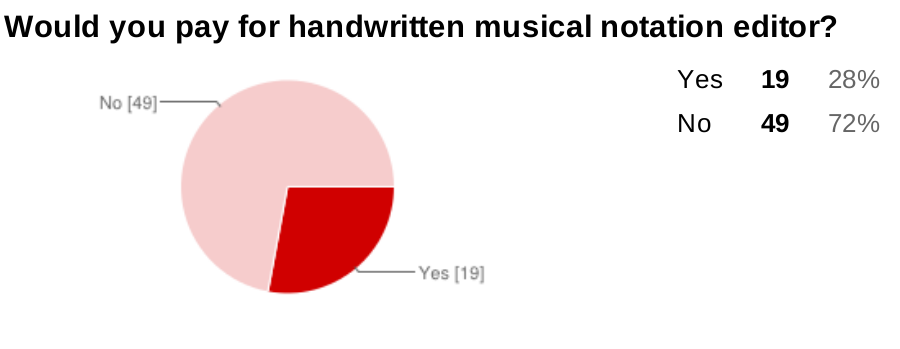 Would you pay for handwritten musical notation editor?
No [49]
Yes [19]
Yes 19 28%
No 49 72%